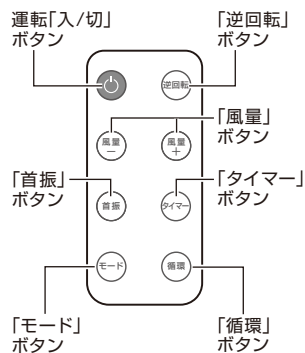 運転「入/切」
ボタン
「逆回転」
ボタン
逆回転
風量
−
風量
+
「風量」
ボタン
「首振」
ボタン
首振
タイマー
「タイマー」
ボタン
モード
循環
「モード」
ボタン
「循環」
ボタン